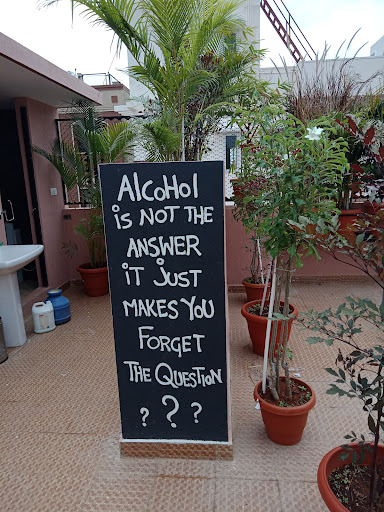 ALCOHOL
iS NOT THE
ANSWER
iT JUST
MAKES YOU
FORGET
THE QUESTION
? ? ?